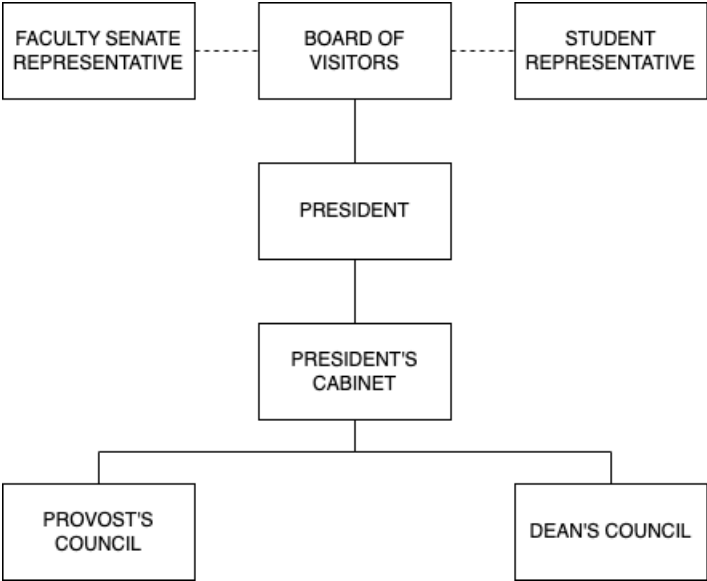 FACULTY SENATE
REPRESENTATIVE
BOARD OF
VISITORS
STUDENT
REPRESENTATIVE
PRESIDENT
PRESIDENT'S
CABINET
PROVOST'S
COUNCIL
DEAN'S COUNCIL